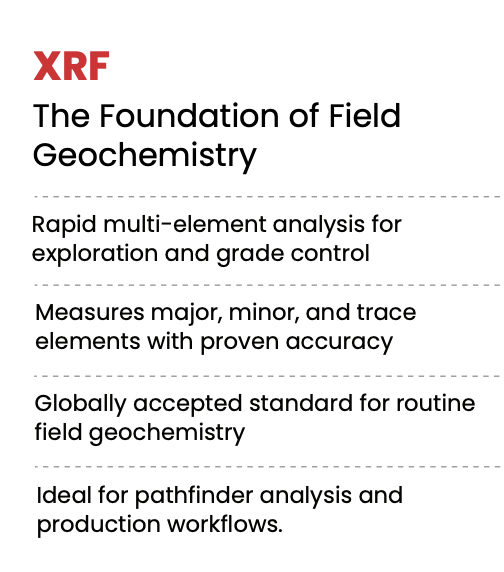 XRF
The Foundation of Field
Geochemistry
Rapid multi-element analysis for
exploration and grade control
Measures major, minor, and trace
elements with proven accuracy
Globally accepted standard for routine
field geochemistry
Ideal for pathfinder analysis and
production workflows.